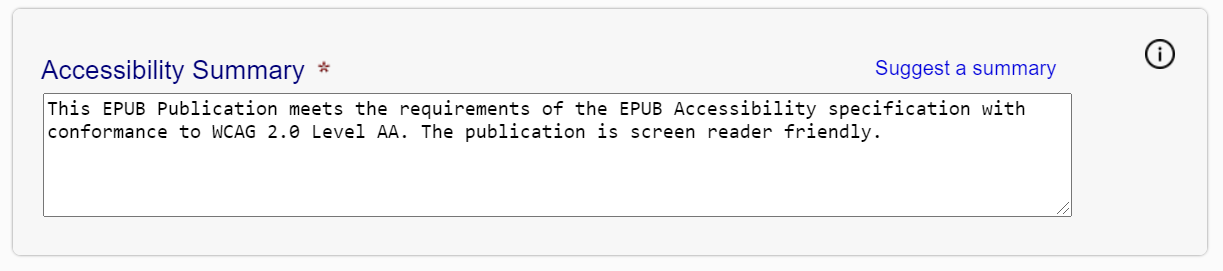 Accessibility Summary *
Suggest a summary
This EPUB Publication meets the requirements of the EPUB Accessibility specification with
conformance to WCAG 2.0 Level AA. The publication is screen reader friendly.